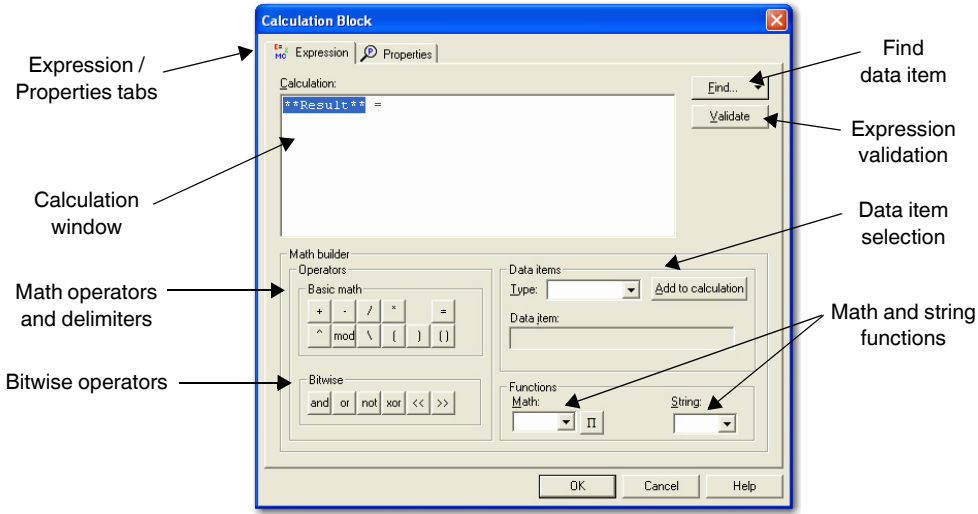 Calculation Block
E= MC Expression
P Properties
Expression /
Properties tabs
Find
data item
Calculation:
**Result** =
Find...
Validate
Expression
validation
Calculation
window
Data item
selection
Math builder
Operators
Basic math
+ - / * =
^ mod \ ( ) ()
Math operators
and delimiters
Data items
Type:
Add to calculation
Data item:
Math and string
functions
Bitwise operators
Bitwise
and or not xor << >>
Functions
Math:
Π
String:
OK Cancel Help